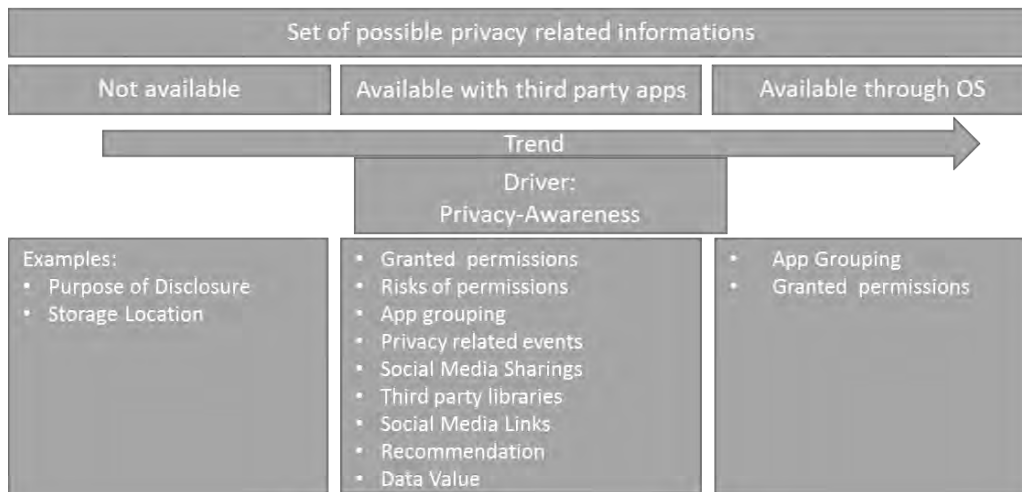 Set of possible privacy related informations
Not available
Available with third party apps
Available through OS
Trend
Driver:
Privacy-Awareness
Examples:
• Purpose of Disclosure
• Storage Location
• Granted permissions
• Risks of permissions
• App grouping
• Privacy related events
• Social Media Sharings
• Third party libraries
• Social Media Links
• Recommendation
• Data Value
• App Grouping
• Granted permissions